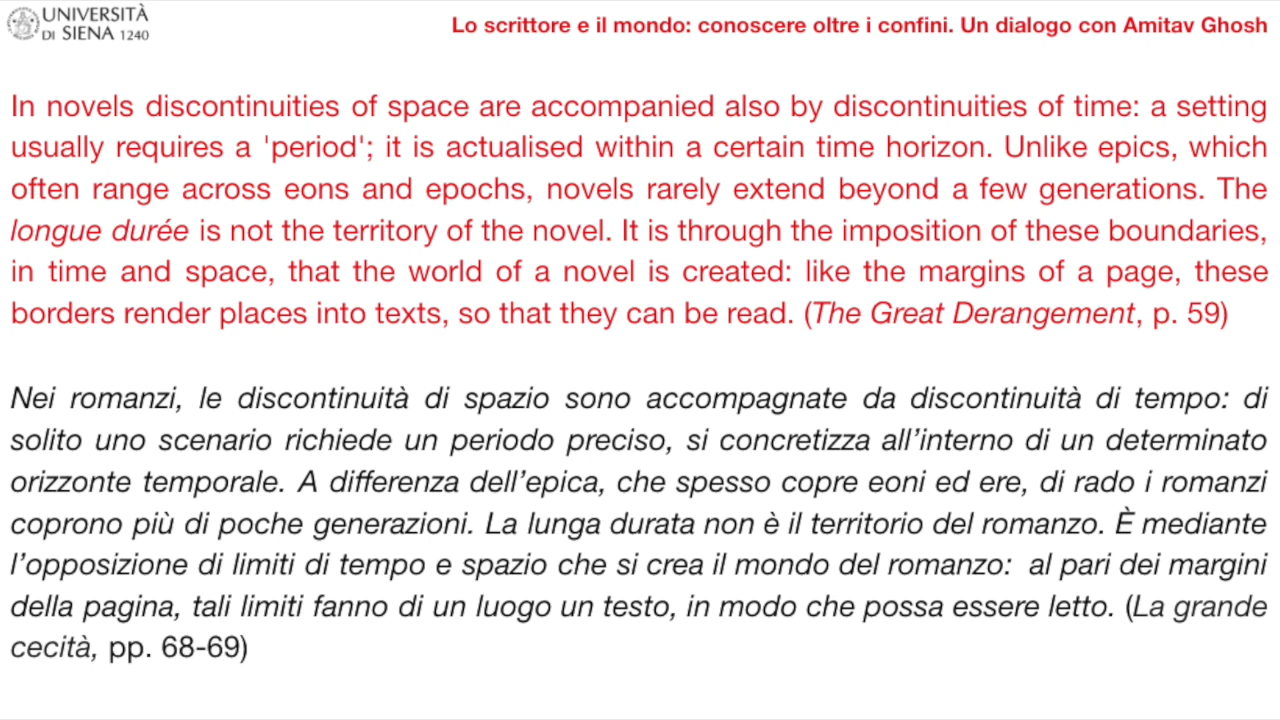 UNIVERSITÀ
DI SIENA 1240
Lo scrittore e il mondo: conoscere oltre i confini. Un dialogo con Amitav Ghosh
In novels discontinuities of space are accompanied also by discontinuities of time: a setting
usually requires a 'period'; it is actualised within a certain time horizon. Unlike epics, which
often range across eons and epochs, novels rarely extend beyond a few generations. The
longue durée is not the territory of the novel. It is through the imposition of these boundaries,
in time and space, that the world of a novel is created: like the margins of a page, these
borders render places into texts, so that they can be read. (The Great Derangement, p. 59)
Nei romanzi, le discontinuità di spazio sono accompagnate da discontinuità di tempo: di
solito uno scenario richiede un periodo preciso, si concretizza all’interno di un determinato
orizzonte temporale. A differenza dell’epica, che spesso copre eoni ed ere, di rado i romanzi
coprono più di poche generazioni. La lunga durata non è il territorio del romanzo. È mediante
l’opposizione di limiti di tempo e spazio che si crea il mondo del romanzo: al pari dei margini
della pagina, tali limiti fanno di un luogo un testo, in modo che possa essere letto. (La grande
cecità, pp. 68-69)